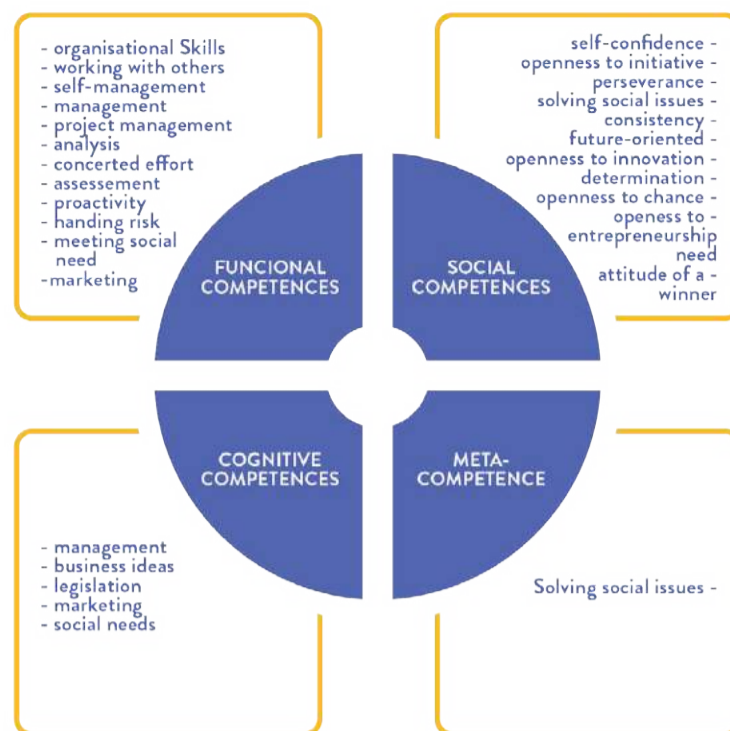 - organisational Skills
- working with others
- self-management
- management
- project management
- analysis
- concerted effort
- assessement
- proactivity
- handing risk
- meeting social
need
-marketing
FUNCIONAL
COMPETENCES
self-confidence -
openness to initiative -
perseverance -
solving social issues -
consistency -
future-oriented -
openness to innovation -
determination -
openness to chance -
openess to -
entrepreneurship
need
attitude of a -
winner
SOCIAL
COMPETENCES
COGNITIVE
COMPETENCES
- management
- business ideas
- legislation
- marketing
- social needs
META-
COMPETENCE
Solving social issues -